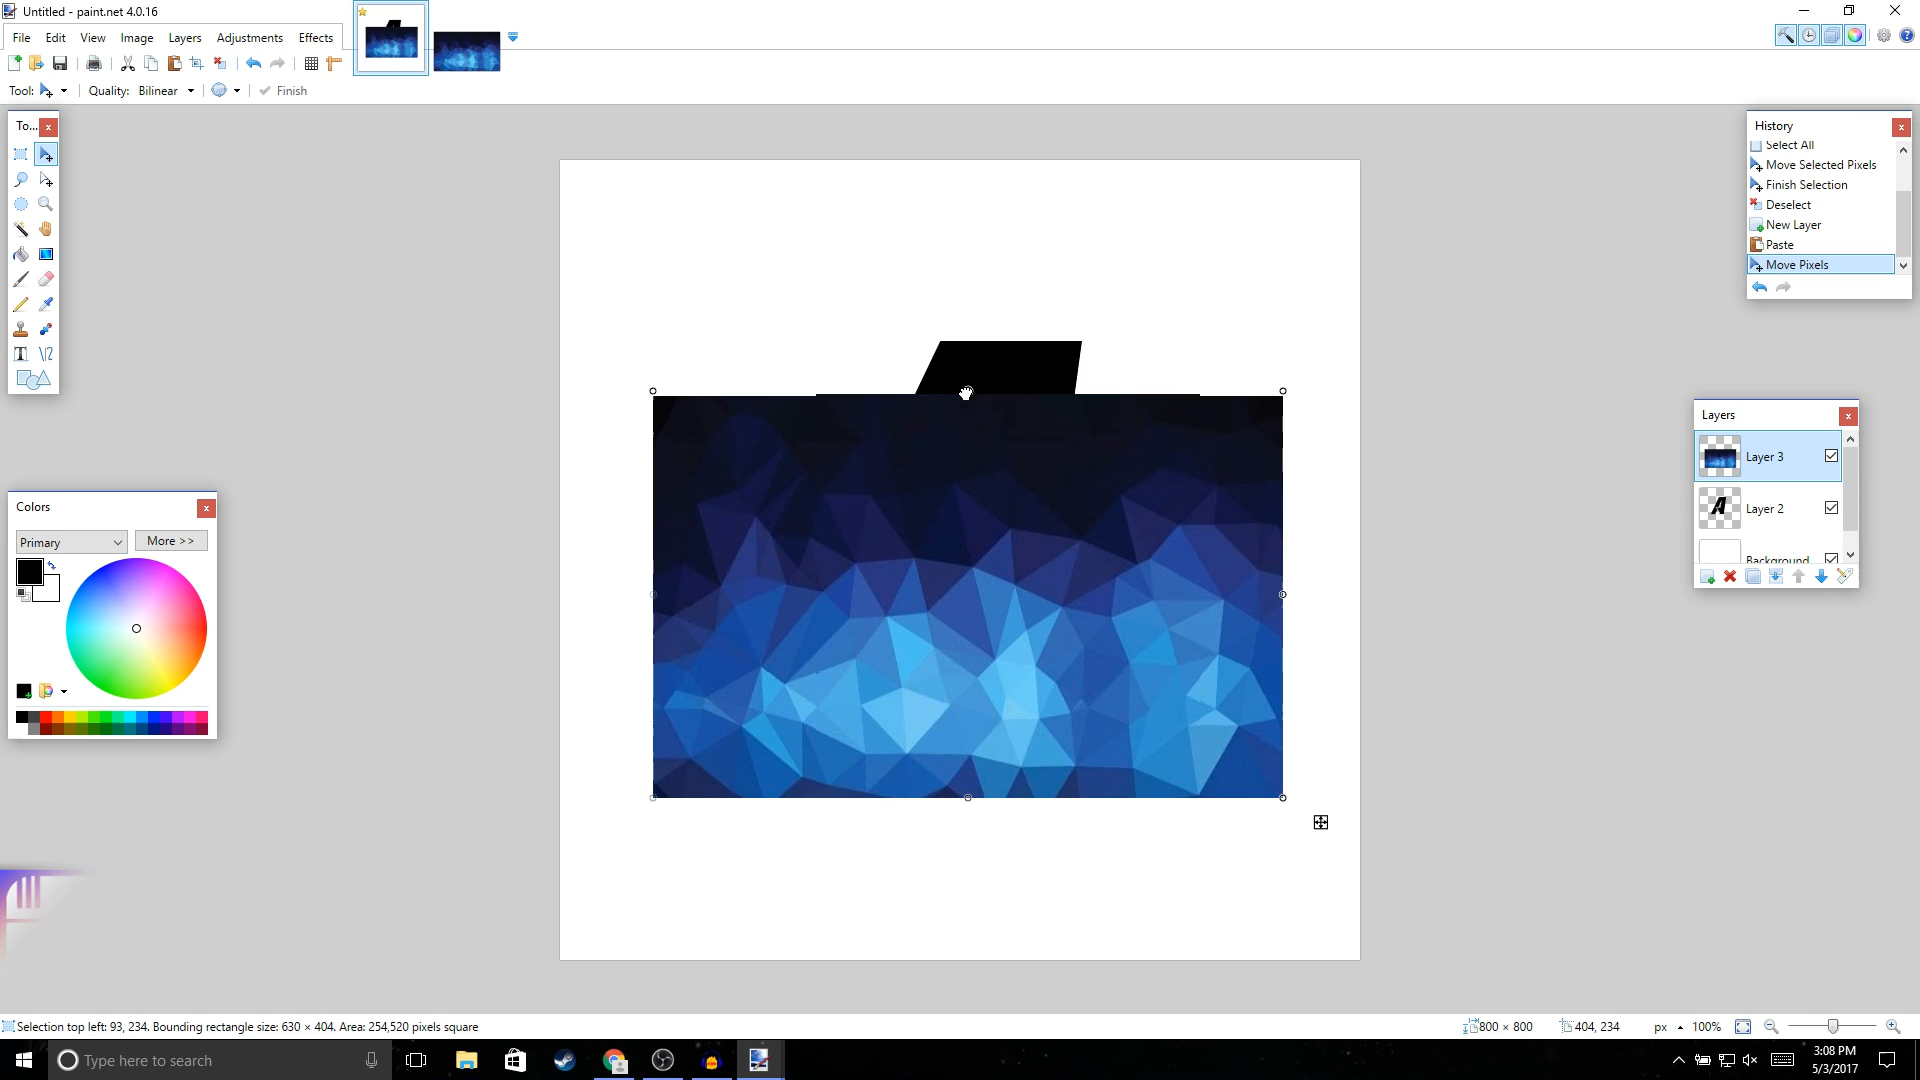 Untitled - paint.net 4.0.16
File Edit View Image Layers Adjustments Effects
Tool: Quality: Bilinear Finish
To...
History
Select All
Move Selected Pixels
Finish Selection
Deselect
New Layer
Paste
Move Pixels
Layers
Layer 3
Layer 2
Background
Colors
Primary More >>
Selection top left: 93, 234. Bounding rectangle size: 630 × 404. Area: 254,520 pixels square
800 × 800 404, 234 px 100%
Type here to search
3:08 PM
5/3/2017